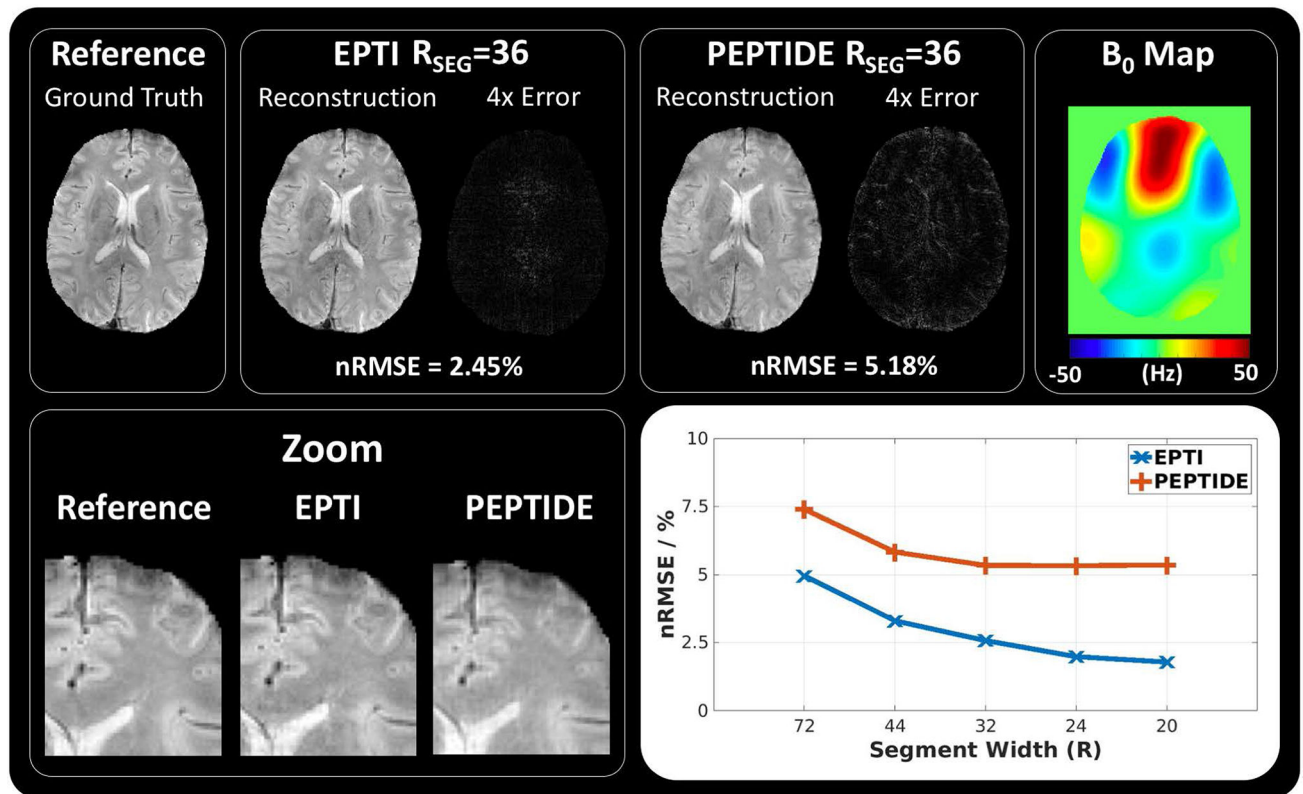 Reference
Ground Truth
EPTI R_SEG=36
Reconstruction 4x Error
nRMSE = 2.45%
PEPTIDE R_SEG=36
Reconstruction 4x Error
nRMSE = 5.18%
B₀ Map
-50 (Hz) 50
Zoom
Reference EPTI PEPTIDE
EPTI
PEPTIDE
10
7.5
5
2.5
0
nRMSE / %
72 44 32 24 20
Segment Width (R)